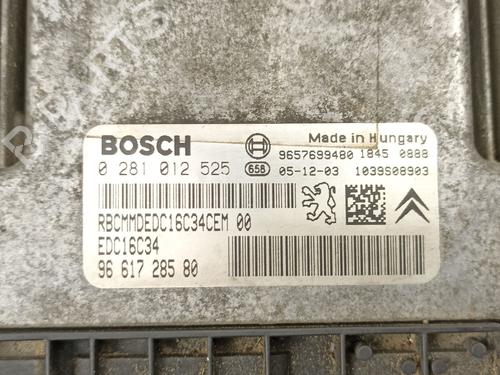 BOSCH
Made in Hungary
0 281 012 525
658
9657699480 1845 0888
05-12-03 1039S08903
RBCMMDEDC16C34CEM 00
EDC16C34
96 617 285 80